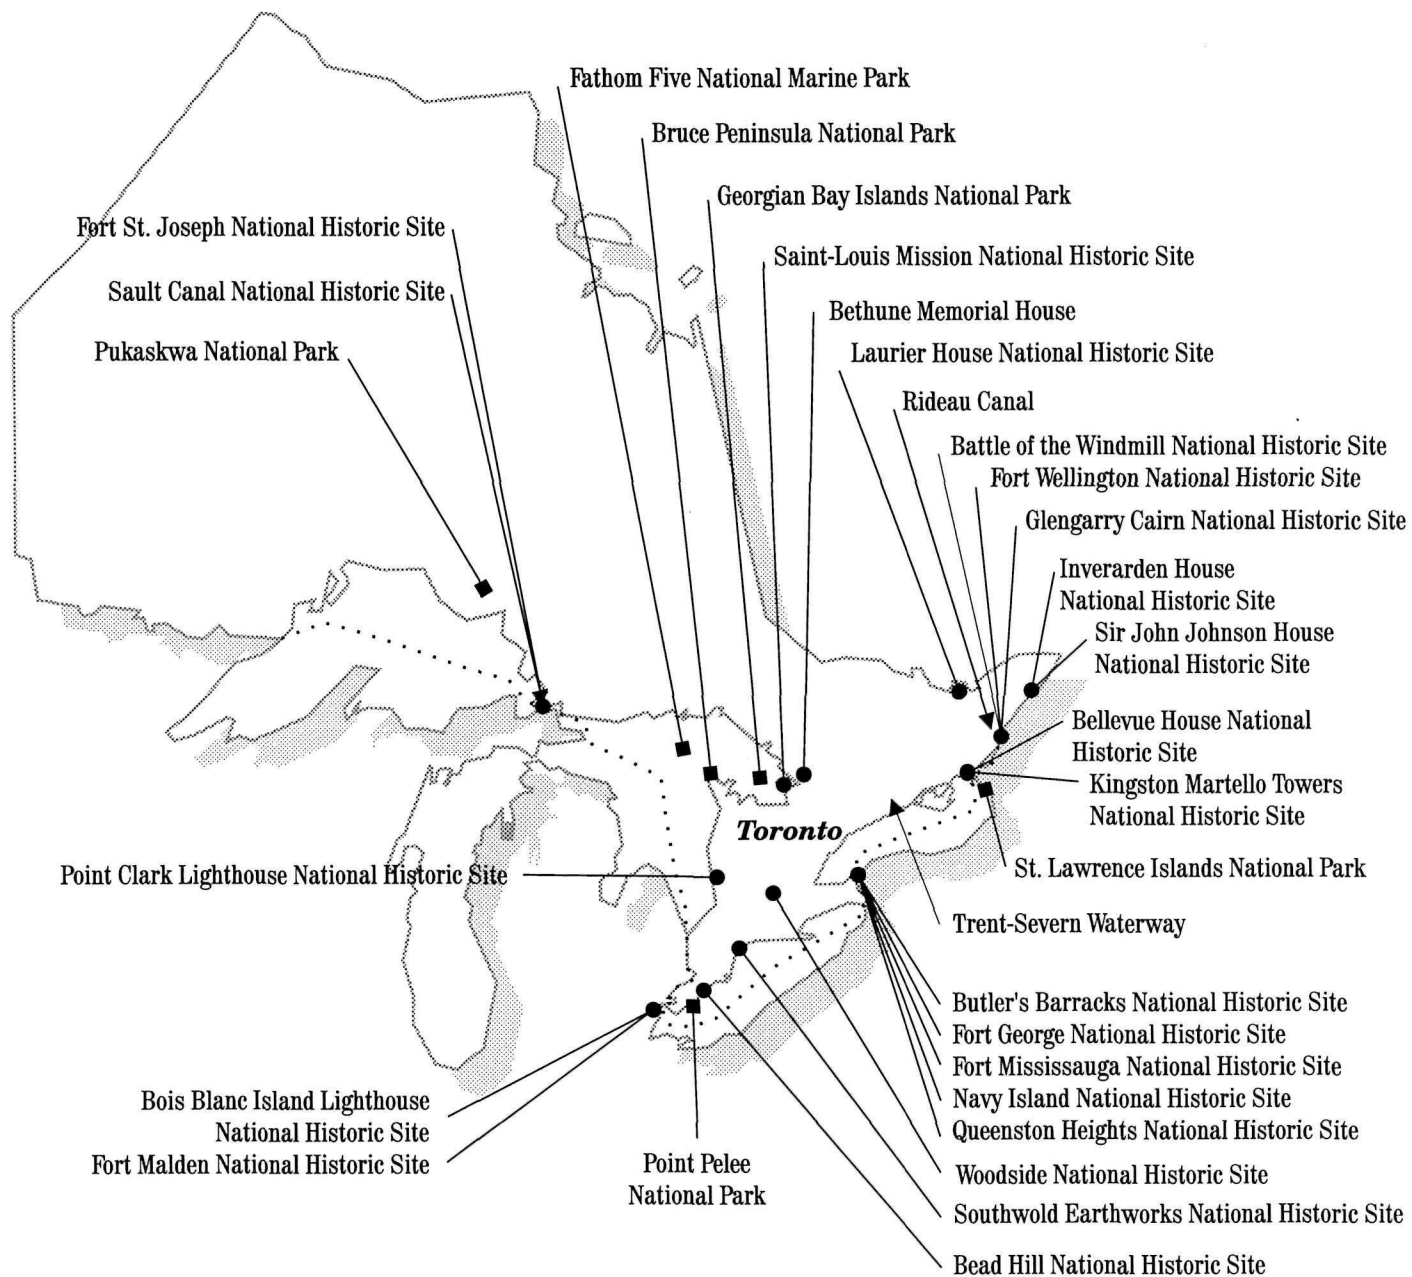 Fathom Five National Marine Park
Bruce Peninsula National Park
Georgian Bay Islands National Park
Fort St. Joseph National Historic Site
Saint-Louis Mission National Historic Site
Sault Canal National Historic Site
Bethune Memorial House
Pukaskwa National Park
Laurier House National Historic Site
Rideau Canal
Battle of the Windmill National Historic Site
Fort Wellington National Historic Site
Glengarry Cairn National Historic Site
Inverarden House
National Historic Site
Sir John Johnson House
National Historic Site
Bellevue House National
Historic Site
Kingston Martello Towers
National Historic Site
Toronto
St. Lawrence Islands National Park
Point Clark Lighthouse National Historic Site
Trent-Severn Waterway
Butler's Barracks National Historic Site
Fort George National Historic Site
Fort Mississauga National Historic Site
Navy Island National Historic Site
Queenston Heights National Historic Site
Bois Blanc Island Lighthouse
National Historic Site
Fort Malden National Historic Site
Point Pelee
National Park
Woodside National Historic Site
Southwold Earthworks National Historic Site
Bead Hill National Historic Site